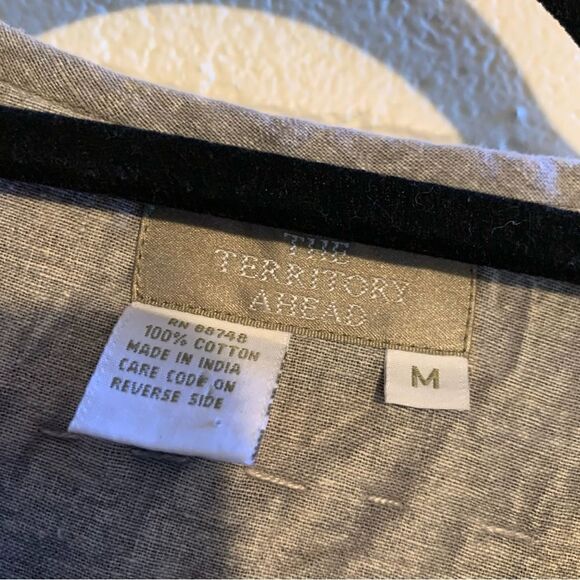 THE
TERRITORY
AHEAD
RN 88748
100% COTTON
MADE IN INDIA
CARE CODE ON
REVERSE SIDE
M